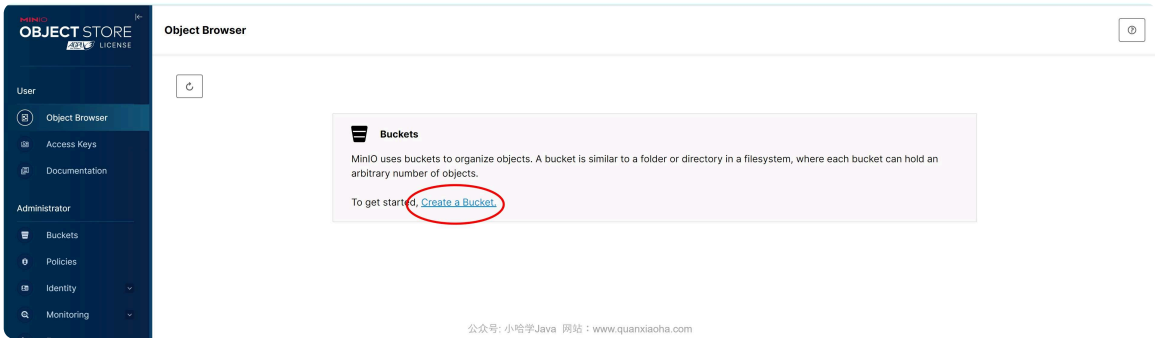 MINIO
OBJECT STORE
LICENSE
Object Browser
User
Object Browser
Access Keys
Documentation
Administrator
Buckets
Policies
Identity
Monitoring
Buckets
MinIO uses buckets to organize objects. A bucket is similar to a folder or directory in a filesystem, where each bucket can hold an
arbitrary number of objects.
To get started, Create a Bucket.
公众号: 小哈学Java 网站：www.quanxiaoha.com